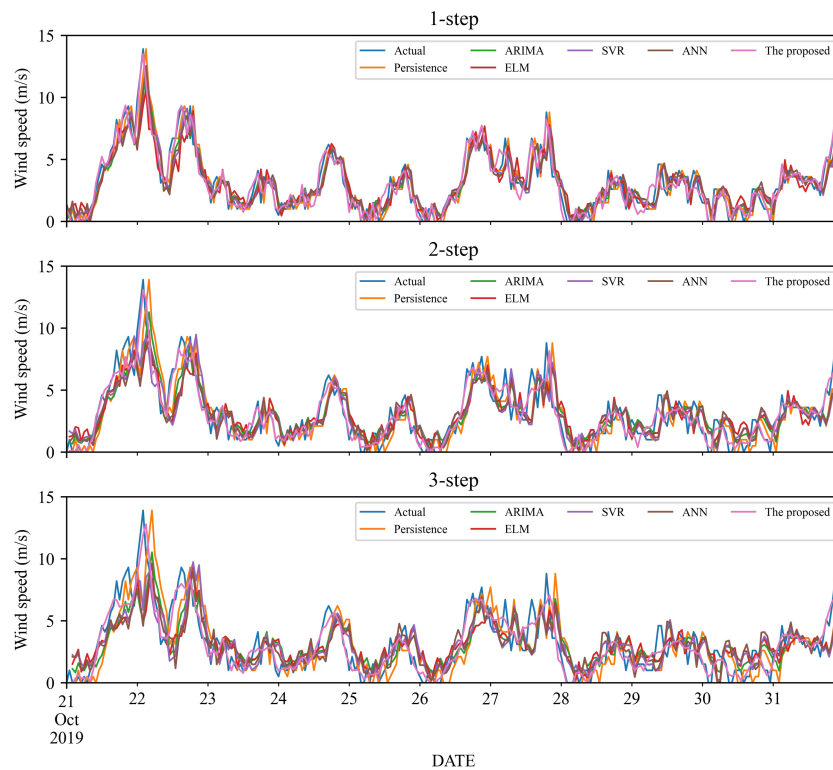 1-step
15
Actual ARIMA SVR ANN The proposed
Persistence ELM
10
5
0
Wind speed (m/s)
2-step
15
Actual ARIMA SVR ANN The proposed
Persistence ELM
10
5
0
Wind speed (m/s)
3-step
15
Actual ARIMA SVR ANN The proposed
Persistence ELM
10
5
0
Wind speed (m/s)
21 22 23 24 25 26 27 28 29 30 31
Oct
2019
DATE